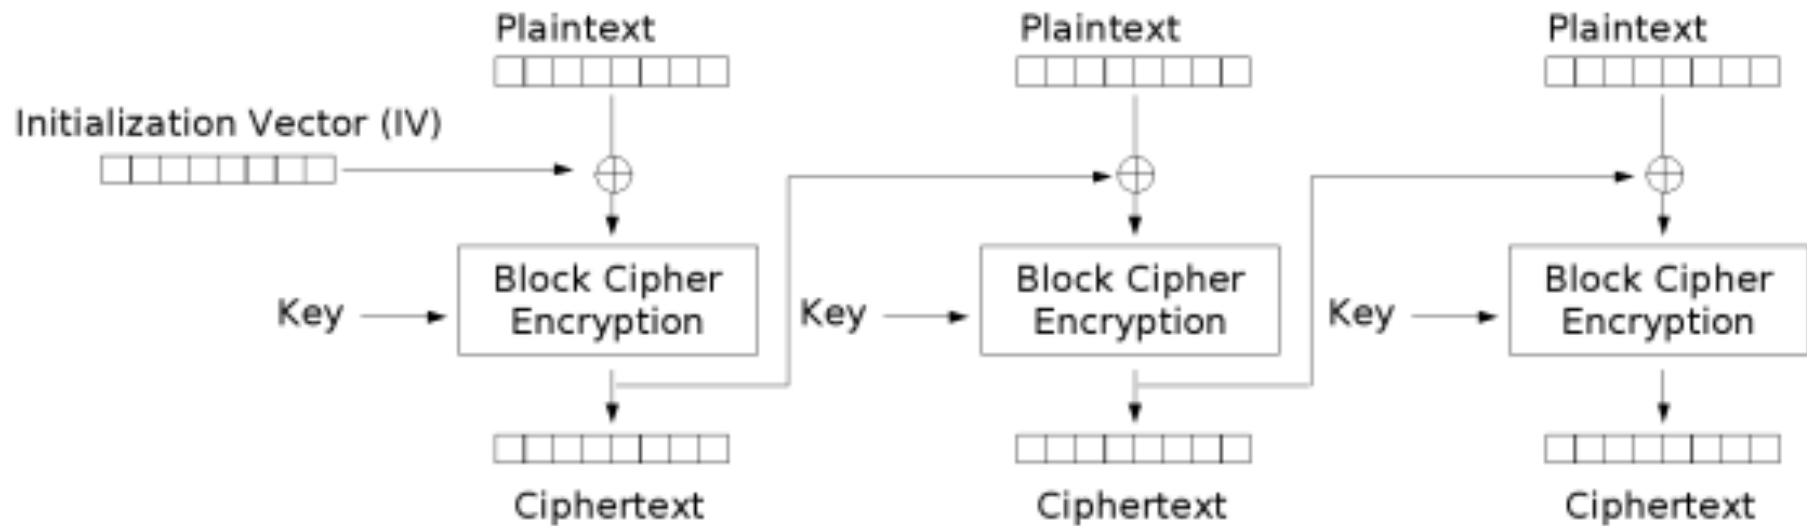 Plaintext
Plaintext
Plaintext
Initialization Vector (IV)
Key
Block Cipher
Encryption
Key
Block Cipher
Encryption
Key
Block Cipher
Encryption
Ciphertext
Ciphertext
Ciphertext